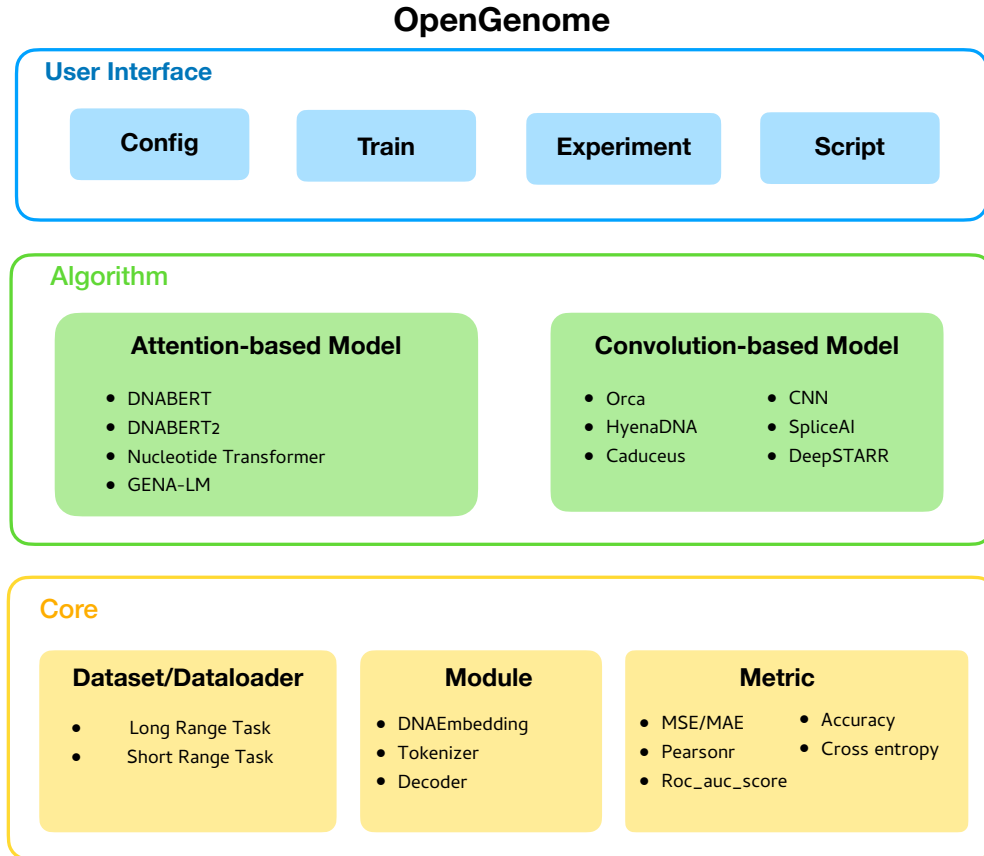 OpenGenome
User Interface
Config
Train
Experiment
Script
Algorithm
Attention-based Model
• DNABERT
• DNABERT2
• Nucleotide Transformer
• GENA-LM
Convolution-based Model
• Orca
• HyenaDNA
• Caduceus
• CNN
• SpliceAI
• DeepSTARR
Core
Dataset/Dataloader
• Long Range Task
• Short Range Task
Module
• DNAEmbedding
• Tokenizer
• Decoder
Metric
• MSE/MAE
• Pearsonr
• Roc_auc_score
• Accuracy
• Cross entropy